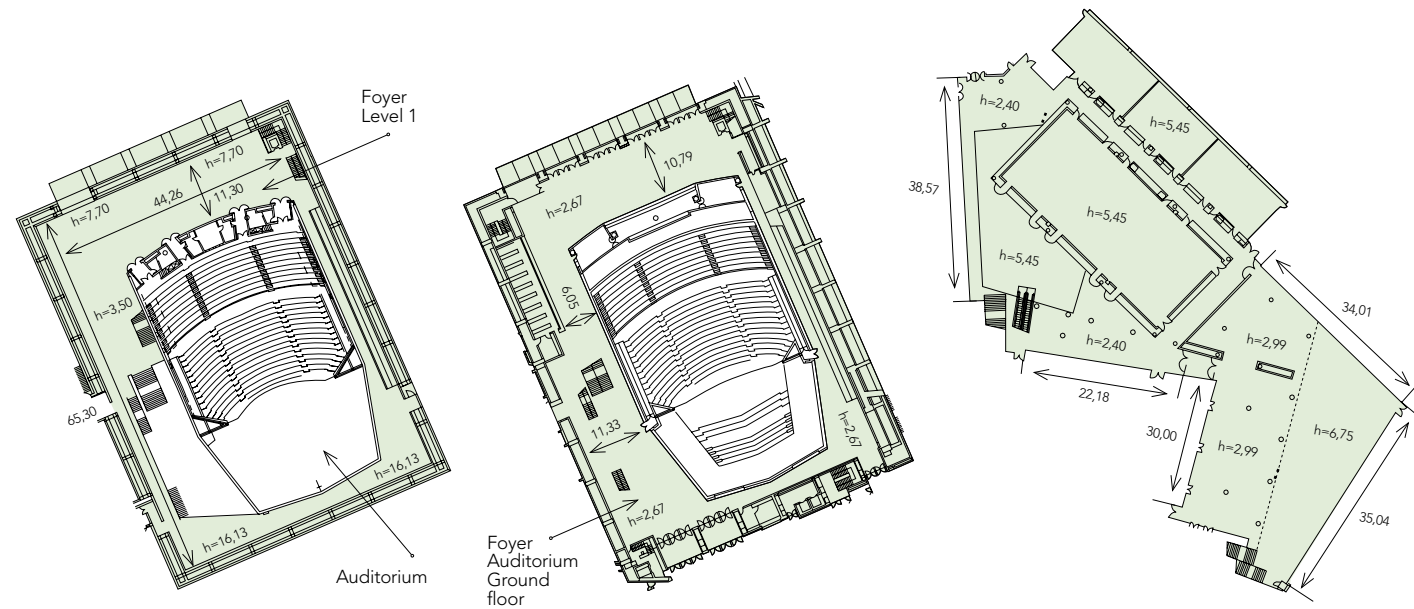 Foyer
Level 1
h=7,70
44,26
11,30
h=7,70
h=3,50
65,30
h=16,13
h=16,13
Auditorium
10,79
h=2,67
6,05
11,33
h=2,67
h=2,67
Foyer
Auditorium
Ground
floor
h=2,40
h=5,45
38,57
h=5,45
h=5,45
h=2,40
34,01
h=2,99
22,18
30,00
h=2,99
h=6,75
35,04